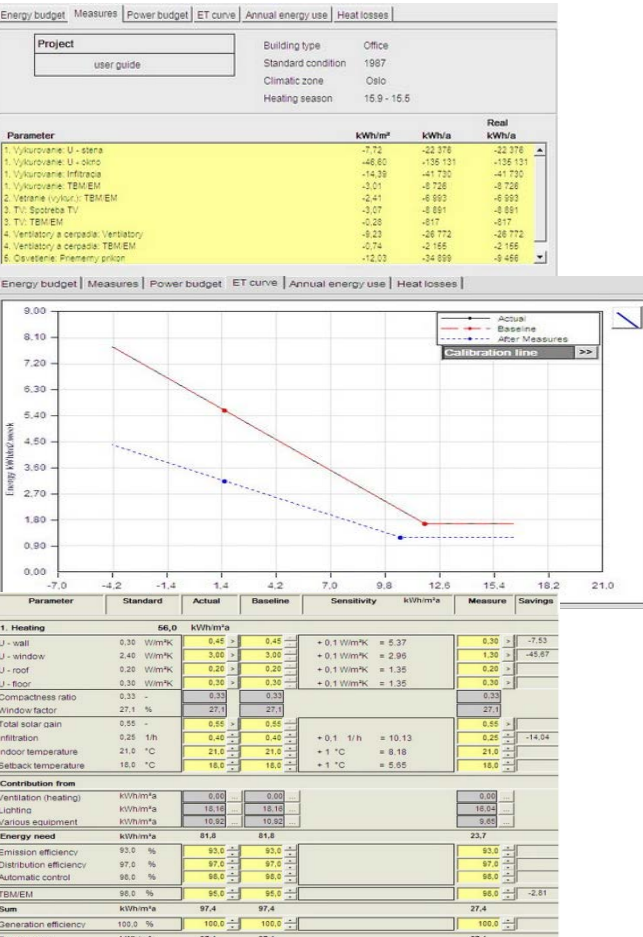 Energy budget Measures Power budget ET curve Annual energy use Heat losses
Project
user guide
Building type Office
Standard condition 1987
Climatic zone Oslo
Heating season 15.9 - 15.5
Real
Parameter kWh/m² kWh/a kWh/a
1. Vykurovanie: U - stena -7,72 -22 376 -22 376
1. Vykurovanie: U - okno -46,60 -135 131 -135 131
1. Vykurovanie: Infitracia -14,39 -41 730 -41 730
1. Vykurovanie: TBM/EM -3,01 -8 726 -8 726
2. Vetranie (vykur.): TBM/EM -2,41 -6 993 -6 993
3. TV: Spotreba TV -3,07 -8 891 -8 891
3. TV: TBM/EM -0,28 -817 -817
4. Ventilatory a cerpadla: Ventilatory -9,23 -26 772 -26 772
4. Ventilatory a cerpadla: TBM/EM -0,74 -2 155 -2 155
5. Osvetlenie: Priemerny prikon -12,03 -34 899 -9 456
Energy budget Measures Power budget ET curve Annual energy use Heat losses
9,00
8,10
7,20
6,30
5,40
4,50
3,60
2,70
1,80
0,90
0,00
Energy kWh/m2week
Actual
Baseline
After Measures
Calibration line >>
-7,0 -4,2 -1,4 1,4 4,2 7,0 9,8 12,6 15,4 18,2 21,0
Parameter Standard Actual Baseline Sensitivity kWh/m²a Measure Savings
1. Heating 56,0 kWh/m²a
U - wall 0,30 W/m²K 0,45 > 0,45 + 0,1 W/m²K = 5.37 0,30 > -7,53
U - window 2,40 W/m²K 3,00 > 3,00 + 0,1 W/m²K = 2.96 1,30 > -45,67
U - roof 0,20 W/m²K 0,20 > 0,20 + 0,1 W/m²K = 1.35 0,20 >
U - floor 0,30 W/m²K 0,30 > 0,30 + 0,1 W/m²K = 1.35 0,30 >
Compactness ratio 0,33 - 0,33 0,33 0,33
Window factor 27,1 % 27,1 27,1 27,1
Total solar gain 0,55 - 0,55 > 0,55 0,55 >
Infiltration 0,25 1/h 0,40 0,40 + 0,1 1/h = 10.13 0,25 -14,04
Indoor temperature 21,0 °C 21,0 21,0 + 1 °C = 8.18 21,0
Setback temperature 18,0 °C 18,0 18,0 + 1 °C = 5.65 18,0
Contribution from
Ventilation (heating) kWh/m²a 0,00 ... 0,00 ... 0,00 ...
Lighting kWh/m²a 18,16 ... 18,16 ... 16,04 ...
Various equipment kWh/m²a 10,92 ... 10,92 ... 9,65 ...
Energy need kWh/m²a 81,8 81,8 23,7
Emission efficiency 93,0 % 93,0 93,0 93,0
Distribution efficiency 97,0 % 97,0 97,0 97,0
Automatic control 98,0 % 98,0 98,0 98,0
TBM/EM 98,0 % 95,0 95,0 98,0 -2,81
Sum kWh/m²a 97,4 97,4 27,4
Generation efficiency 100,0 % 100,0 100,0 100,0